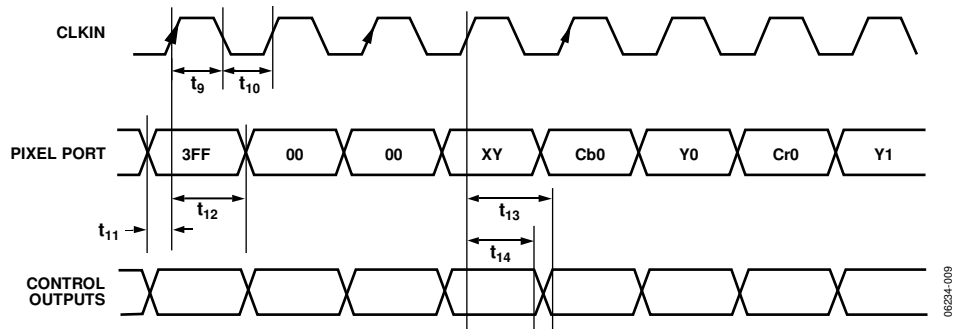 CLKIN
t9
t10
PIXEL PORT
3FF
00
00
XY
Cb0
Y0
Cr0
Y1
t12
t13
t11
t14
CONTROL
OUTPUTS
06234-009